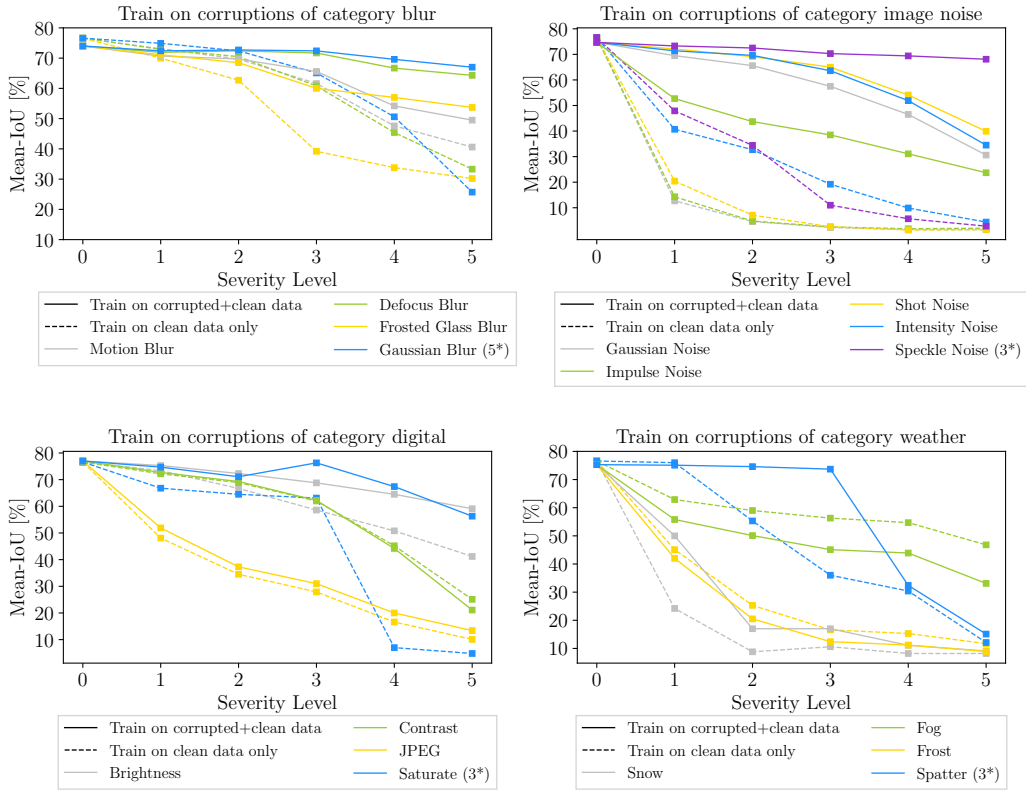 Train on corruptions of category blur
80
70
60
50
40
30
20
10
Mean-IoU [%]
0 1 2 3 4 5
Severity Level
Train on corrupted+clean data
Train on clean data only
Motion Blur
Defocus Blur
Frosted Glass Blur
Gaussian Blur (5*)
Train on corruptions of category image noise
80
70
60
50
40
30
20
10
Mean-IoU [%]
0 1 2 3 4 5
Severity Level
Train on corrupted+clean data
Train on clean data only
Gaussian Noise
Impulse Noise
Shot Noise
Intensity Noise
Speckle Noise (3*)
Train on corruptions of category digital
80
70
60
50
40
30
20
10
Mean-IoU [%]
0 1 2 3 4 5
Severity Level
Train on corrupted+clean data
Train on clean data only
Brightness
Contrast
JPEG
Saturate (3*)
Train on corruptions of category weather
80
70
60
50
40
30
20
10
Mean-IoU [%]
0 1 2 3 4 5
Severity Level
Train on corrupted+clean data
Train on clean data only
Snow
Fog
Frost
Spatter (3*)